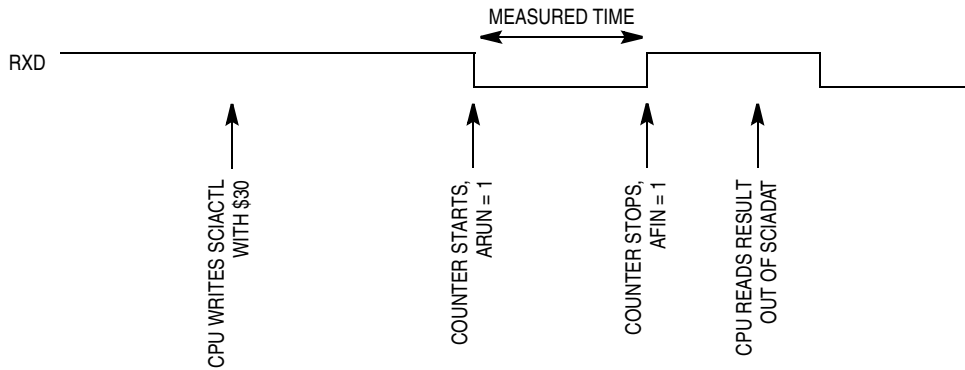 MEASURED TIME
RXD
CPU WRITES SCIACTL
WITH $30
COUNTER STARTS,
ARUN = 1
COUNTER STOPS,
AFIN = 1
CPU READS RESULT
OUT OF SCIADAT